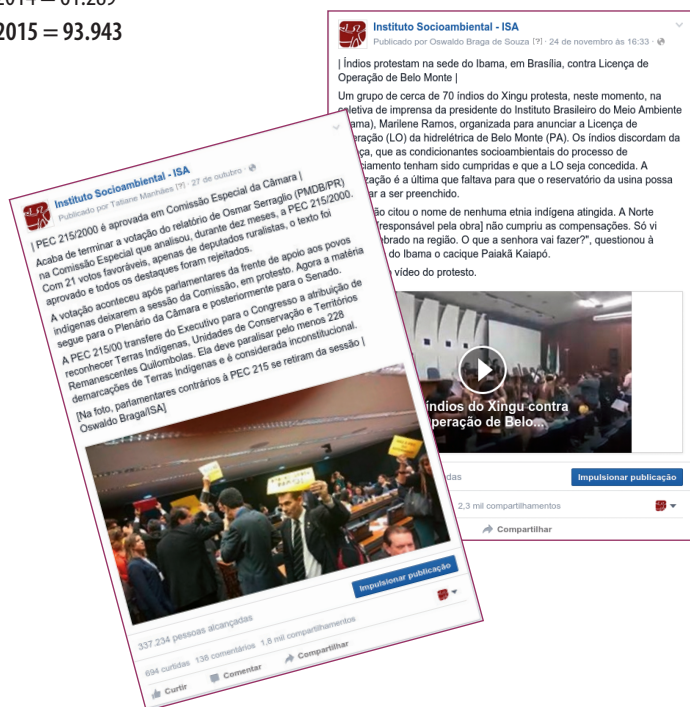 2015 = 93.943
Instituto Socioambiental - ISA
Publicado por Oswaldo Braga de Souza [?] · 24 de novembro às 16:33 ·
| Índios protestam na sede do Ibama, em Brasília, contra Licença de
Operação de Belo Monte |
Um grupo de cerca de 70 índios do Xingu protesta, neste momento, na
coletiva de imprensa da presidente do Instituto Brasileiro do Meio Ambiente
Marilene Ramos, organizada para anunciar a Licença de
(LO) da hidrelétrica de Belo Monte (PA). Os índios discordam da
que as condicionantes socioambientais do processo de
tenham sido cumpridas e que a LO seja concedida. A
é a última que faltava para que o reservatório da usina possa
a ser preenchido.
citou o nome de nenhuma etnia indígena atingida. A Norte
[responsável pela obra] não cumpriu as compensações. Só vi
na região. O que a senhora vai fazer?", questionou à
do Ibama o cacique Paiakã Kaiapó.
vídeo do protesto.
índios do Xingu contra
de Belo...
Impulsionar publicação
2,3 mil compartilhamentos
Compartilhar
Instituto Socioambiental - ISA
Publicado por Tatiane Manhães [?] · 27 de outubro ·
| PEC 215/2000 é aprovada em Comissão Especial da Câmara |
Acaba de terminar a votação do relatório de Osmar Serraglio (PMDB/PR)
na Comissão Especial que analisou, durante dez meses, a PEC 215/2000.
Com 21 votos favoráveis, apenas de deputados ruralistas, o texto foi
aprovado e todos os destaques foram rejeitados.
A votação aconteceu após parlamentares da frente de apoio aos povos
indígenas deixarem a sessão da Comissão, em protesto. Agora a matéria
segue para o Plenário da Câmara e posteriormente para o Senado.
A PEC 215/00 transfere do Executivo para o Congresso a atribuição de
reconhecer Terras Indígenas, Unidades de Conservação e Territórios
Remanescentes Quilombolas. Ela deve paralisar pelo menos 228
demarcações de Terras Indígenas e é considerada inconstitucional.
[Na foto, parlamentares contrários à PEC 215 se retiram da sessão |
Oswaldo Braga/ISA]
337.234 pessoas alcançadas
Impulsionar publicação
694 curtidas 138 comentários 1,8 mil compartilhamentos
Curtir Comentar Compartilhar